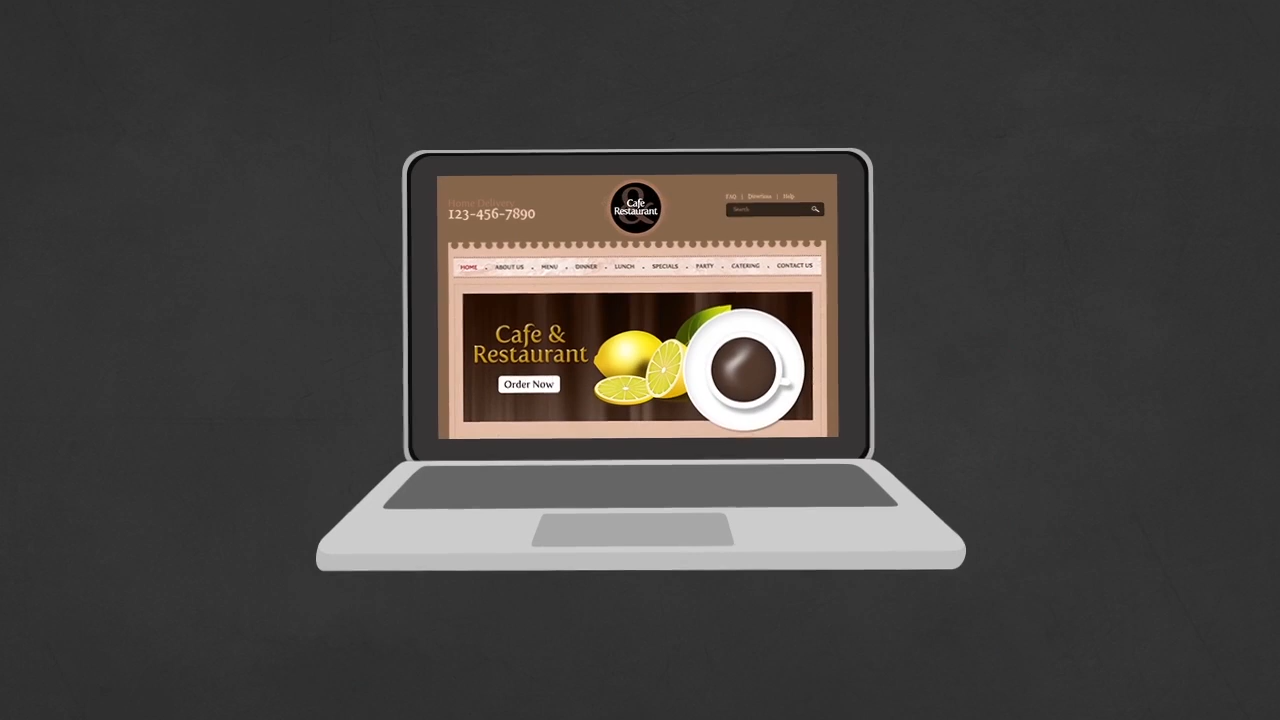 Home Delivery
123-456-7890
&
Cafe
Restaurant
FAQ | Directions | Help
Search
HOME • ABOUT US • MENU • DINNER • LUNCH • SPECIALS • PARTY • CATERING • CONTACT US
Cafe &
Restaurant
Order Now